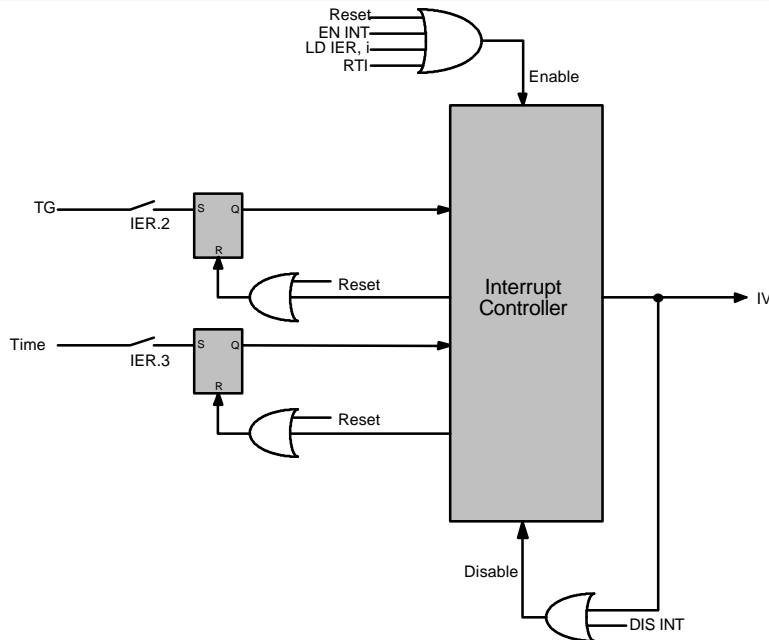 Reset
EN INT
LD IER, i
RTI
Enable
TG
IER.2
S
Q
R
Reset
Interrupt
Controller
IV
Time
IER.3
S
Q
R
Reset
Disable
DIS INT